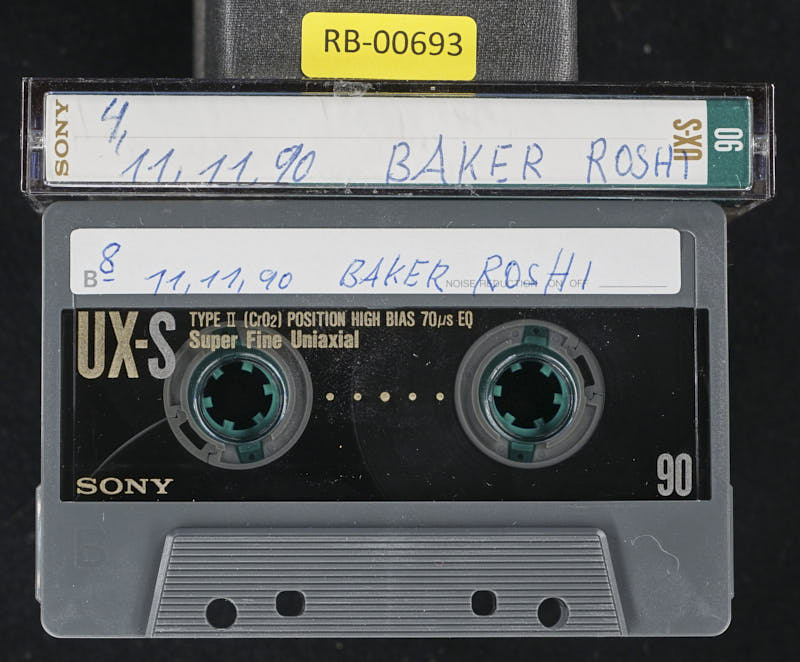 RB-00693
SONY
4,
11, 11, 90 BAKER ROSHI
UX-S 90
8
B 11, 11, 90 BAKER ROSHI
NOISE REDUCTION ON OFF
UX-S TYPE II (CrO2) POSITION HIGH BIAS 70µs EQ
Super Fine Uniaxial
SONY
90
B